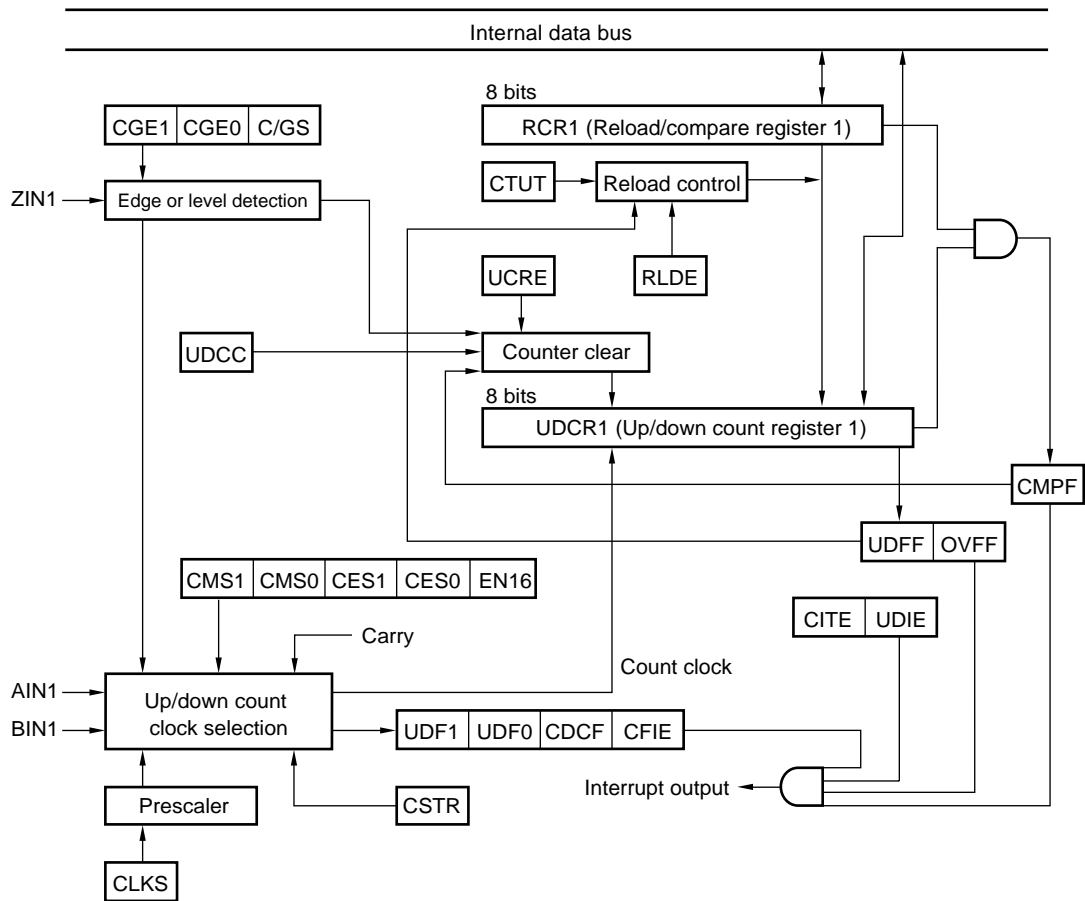 Internal data bus
8 bits
CGE1 CGE0 C/GS
RCR1 (Reload/compare register 1)
CTUT
Reload control
ZIN1
Edge or level detection
UCRE
RLDE
UDCC
Counter clear
8 bits
UDCR1 (Up/down count register 1)
CMPF
UDFF OVFF
CMS1 CMS0 CES1 CES0 EN16
CITE UDIE
Carry
Count clock
AIN1
BIN1
Up/down count
clock selection
UDF1 UDF0 CDCF CFIE
Interrupt output
Prescaler
CSTR
CLKS